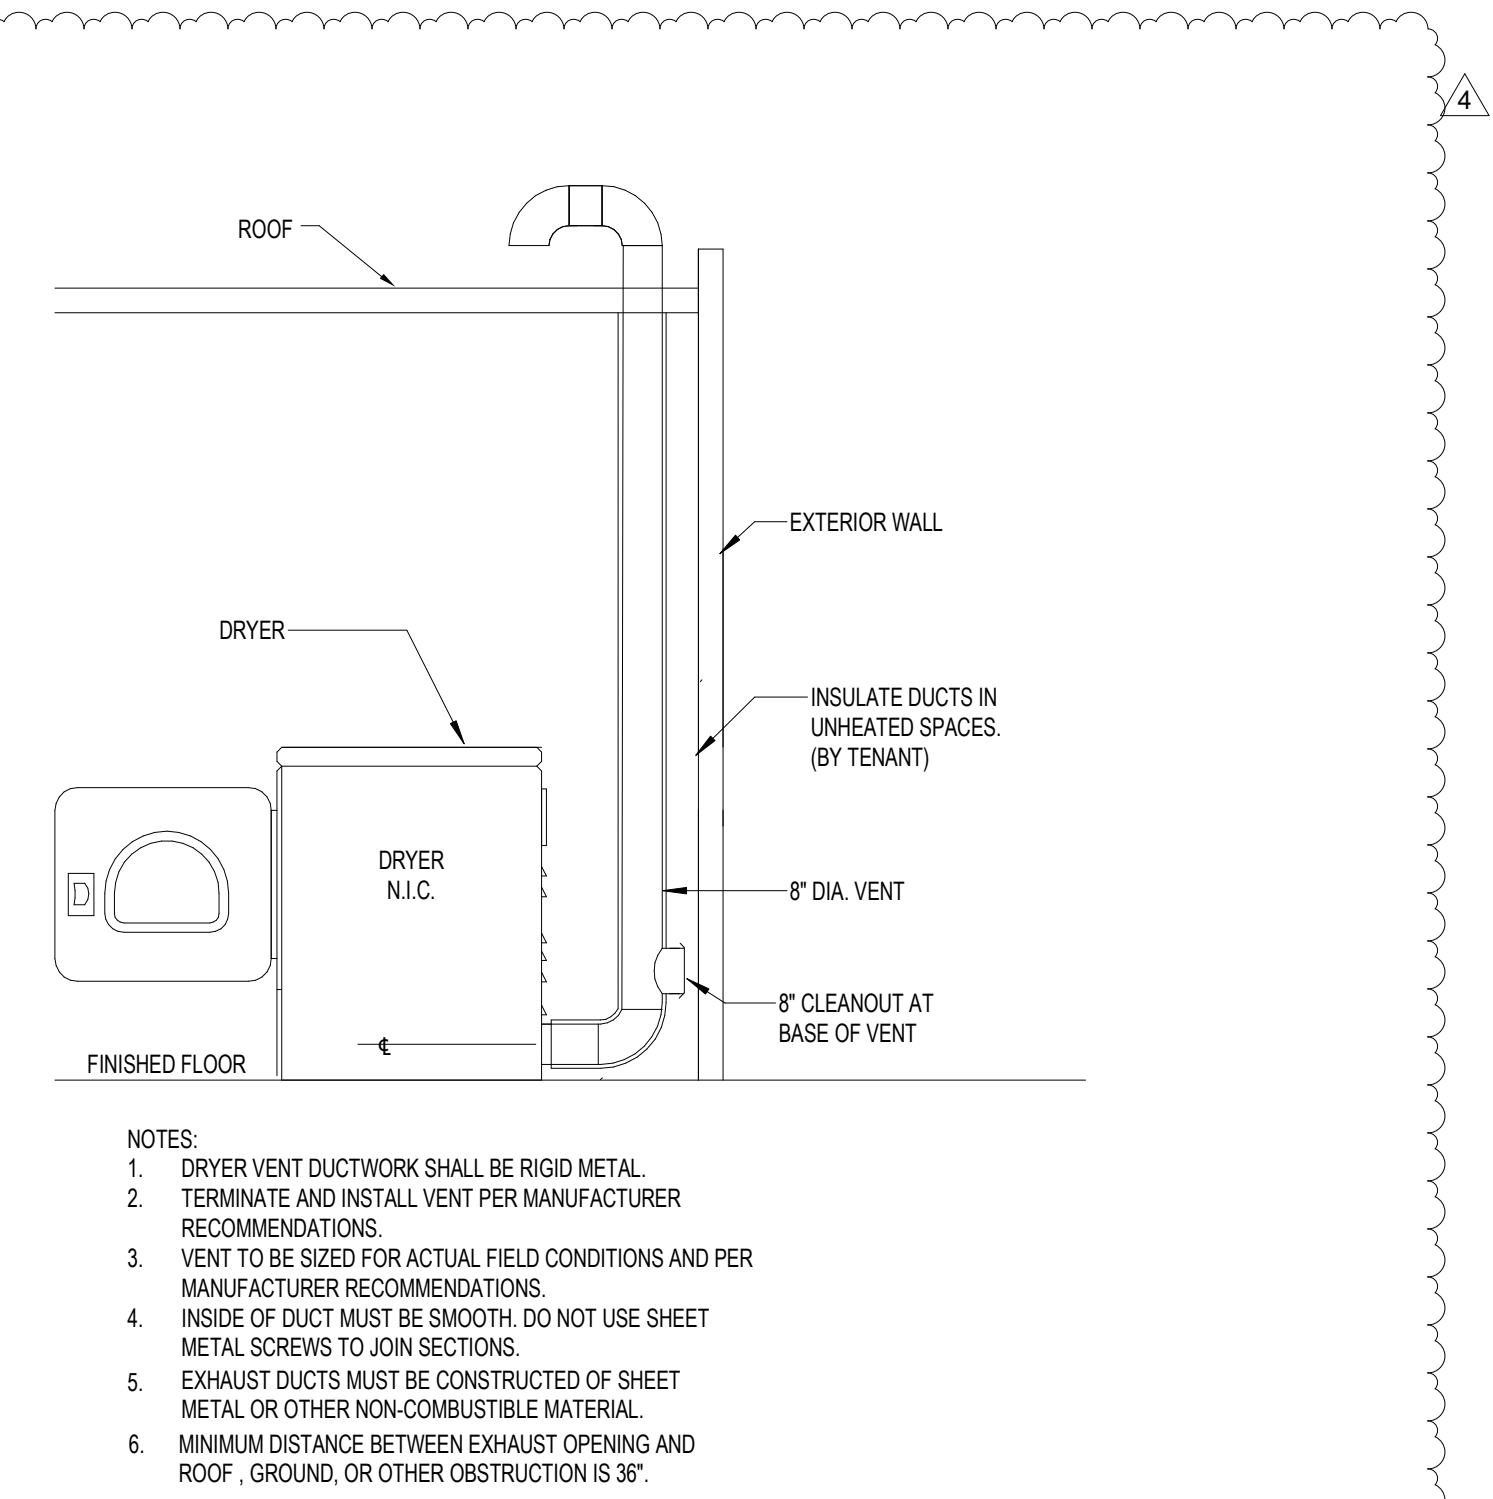 4
ROOF
EXTERIOR WALL
DRYER
INSULATE DUCTS IN
UNHEATED SPACES.
(BY TENANT)
DRYER
N.I.C.
8" DIA. VENT
8" CLEANOUT AT
BASE OF VENT
℄
FINISHED FLOOR
NOTES:
1. DRYER VENT DUCTWORK SHALL BE RIGID METAL.
2. TERMINATE AND INSTALL VENT PER MANUFACTURER
RECOMMENDATIONS.
3. VENT TO BE SIZED FOR ACTUAL FIELD CONDITIONS AND PER
MANUFACTURER RECOMMENDATIONS.
4. INSIDE OF DUCT MUST BE SMOOTH. DO NOT USE SHEET
METAL SCREWS TO JOIN SECTIONS.
5. EXHAUST DUCTS MUST BE CONSTRUCTED OF SHEET
METAL OR OTHER NON-COMBUSTIBLE MATERIAL.
6. MINIMUM DISTANCE BETWEEN EXHAUST OPENING AND
ROOF , GROUND, OR OTHER OBSTRUCTION IS 36".